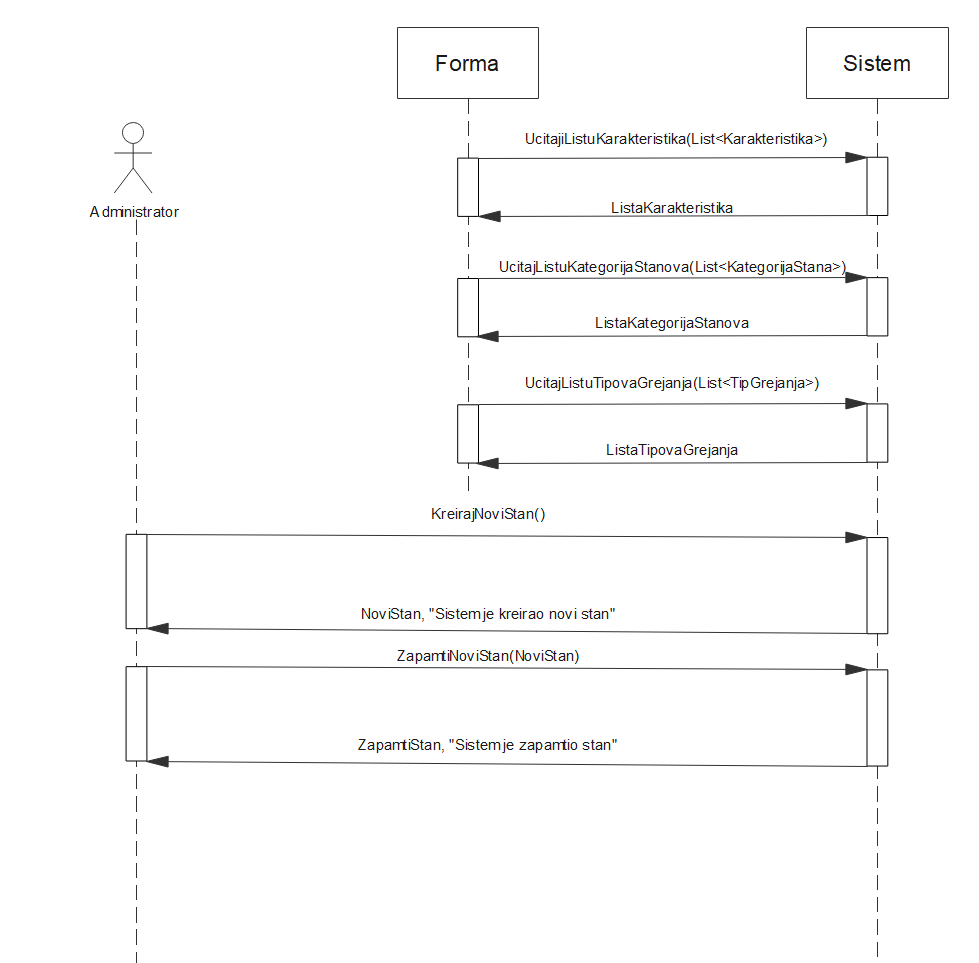 Forma
Sistem
UcitajiListuKarakteristika(List<Karakteristika>)
Administrator
ListaKarakteristika
UcitajListuKategorijaStanova(List<KategorijaStana>)
ListaKategorijaStanova
UcitajListuTipovaGrejanja(List<TipGrejanja>)
ListaTipovaGrejanja
KreirajNoviStan()
NoviStan, "Sistem je kreirao novi stan"
ZapamtiNoviStan(NoviStan)
ZapamtiStan, "Sistem je zapamtio stan"